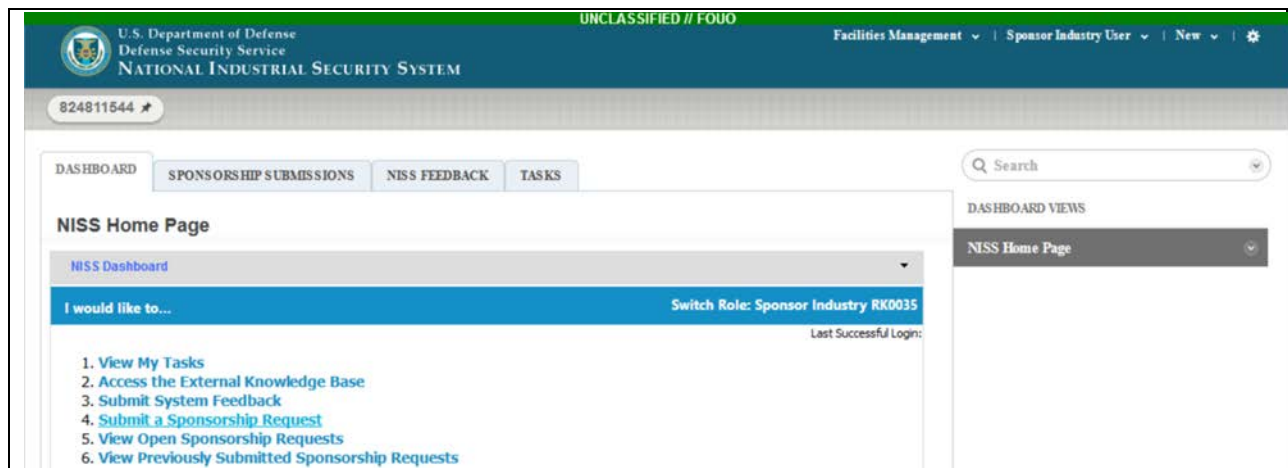 UNCLASSIFIED // FOUO
U.S. Department of Defense
Defense Security Service
NATIONAL INDUSTRIAL SECURITY SYSTEM
Facilities Management | Sponsor Industry User | New |
824811544
DASHBOARD SPONSORSHIP SUBMISSIONS NISS FEEDBACK TASKS
Search
DASHBOARD VIEWS
NISS Home Page
NISS Home Page
NISS Dashboard
I would like to... Switch Role: Sponsor Industry RK0035
Last Successful Login:
1. View My Tasks
2. Access the External Knowledge Base
3. Submit System Feedback
4. Submit a Sponsorship Request
5. View Open Sponsorship Requests
6. View Previously Submitted Sponsorship Requests